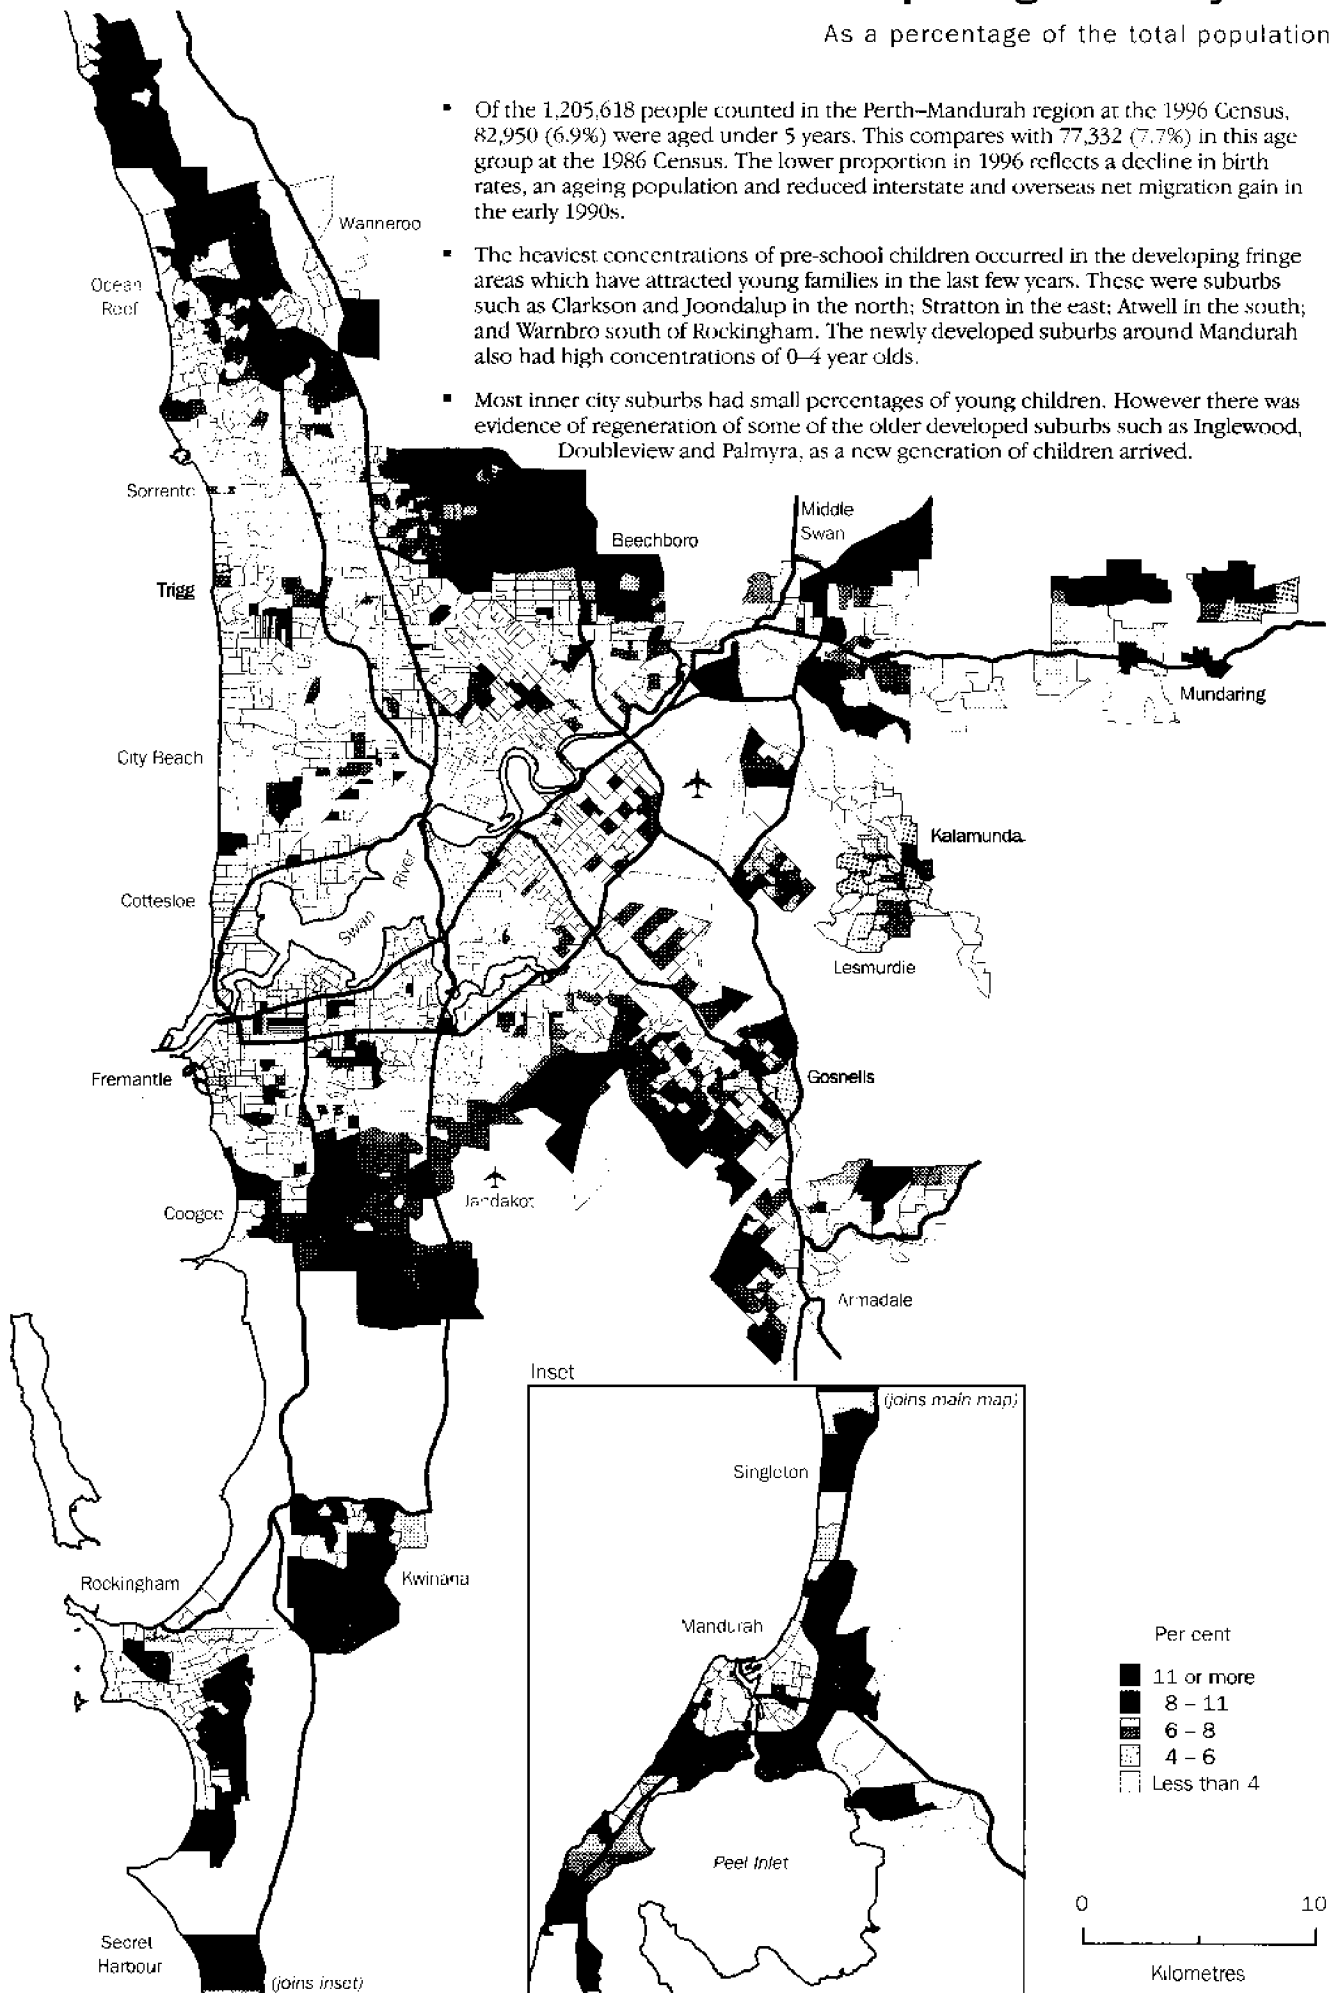 As a percentage of the total population
▪ Of the 1,205,618 people counted in the Perth–Mandurah region at the 1996 Census,
82,950 (6.9%) were aged under 5 years. This compares with 77,332 (7.7%) in this age
group at the 1986 Census. The lower proportion in 1996 reflects a decline in birth
rates, an ageing population and reduced interstate and overseas net migration gain in
the early 1990s.
▪ The heaviest concentrations of pre-school children occurred in the developing fringe
areas which have attracted young families in the last few years. These were suburbs
such as Clarkson and Joondalup in the north; Stratton in the east; Atwell in the south;
and Warnbro south of Rockingham. The newly developed suburbs around Mandurah
also had high concentrations of 0–4 year olds.
▪ Most inner city suburbs had small percentages of young children. However there was
evidence of regeneration of some of the older developed suburbs such as Inglewood,
Doubleview and Palmyra, as a new generation of children arrived.
Wanneroo
Ocean
Reef
Sorrento
Middle
Swan
Beechboro
Trigg
Mundaring
City Beach
Kalamunda
River
Swan
Cottesloe
Lesmurdie
Fremantle
Gosnells
Jandakot
Coogee
Armadale
Inset
(joins main map)
Singleton
Rockingham
Kwinana
Mandurah
Per cent
11 or more
8 – 11
6 – 8
4 – 6
Less than 4
Peel Inlet
0 10
Kilometres
Secret
Harbour
(joins inset)